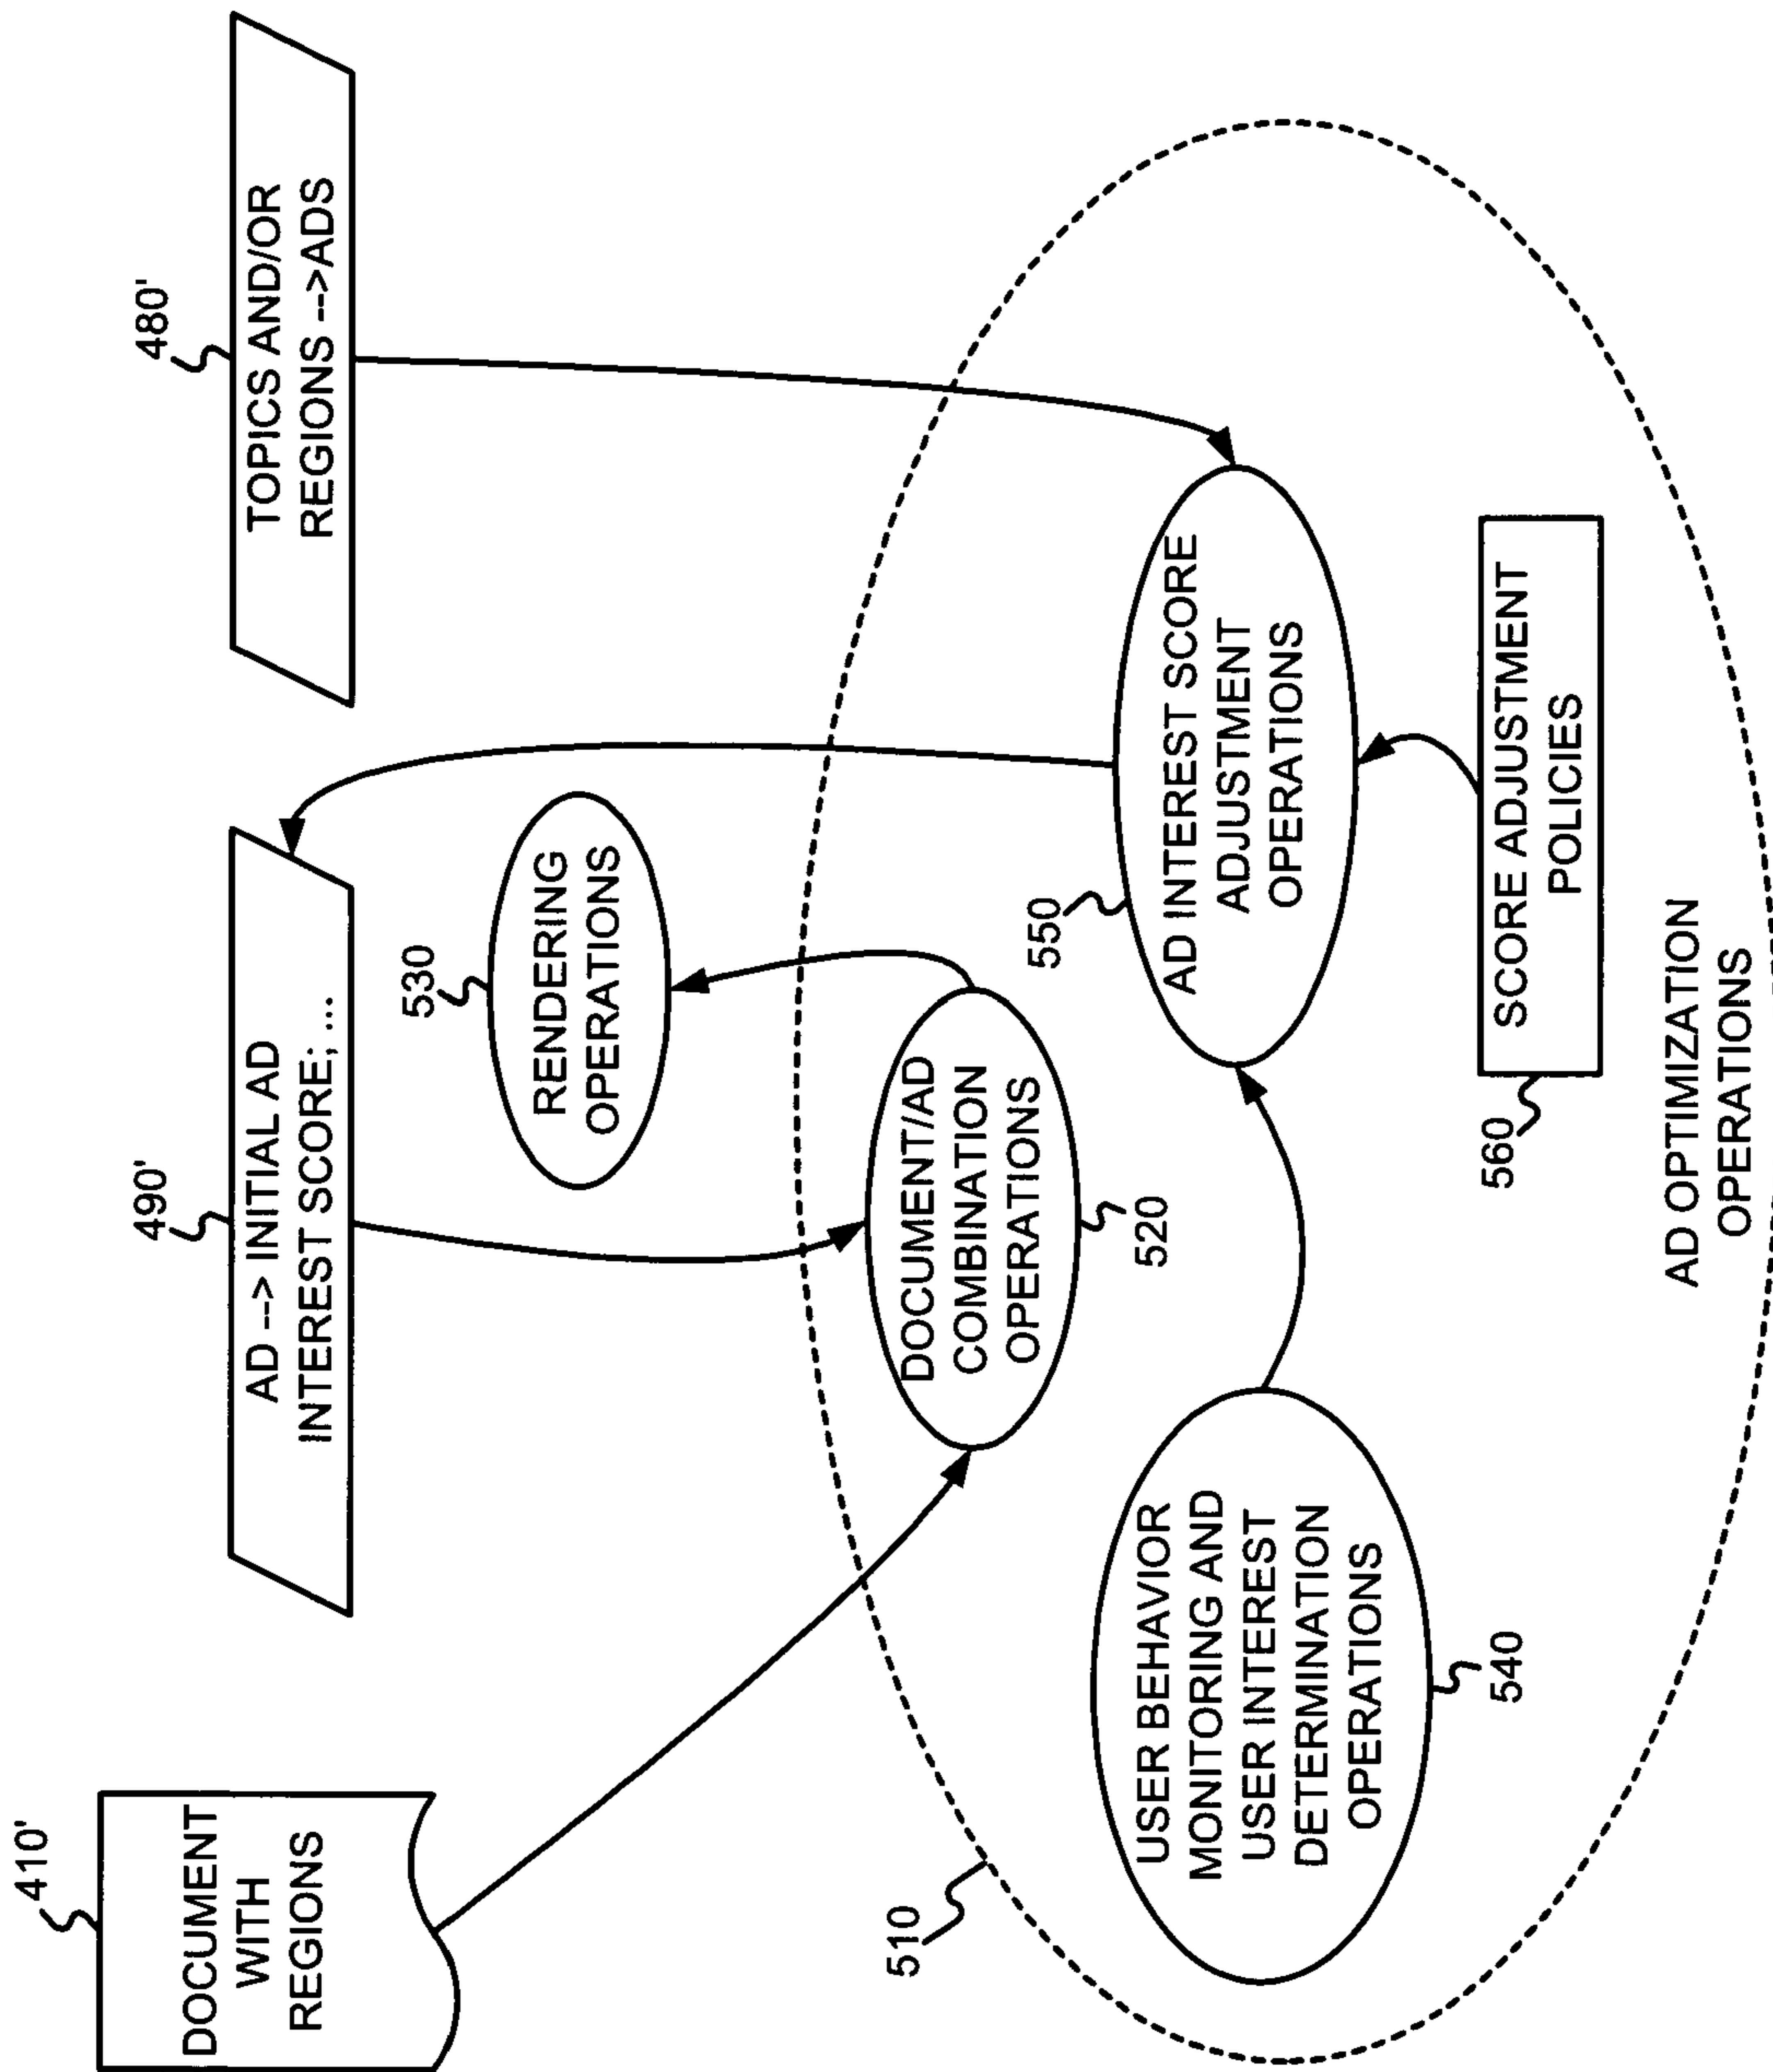 410'
DOCUMENT
WITH
REGIONS
490'
AD --> INITIAL AD
INTEREST SCORE; ...
480'
TOPICS AND/OR
REGIONS -->ADS
530
RENDERING
OPERATIONS
510
DOCUMENT/AD
COMBINATION
OPERATIONS
520
550
AD INTEREST SCORE
ADJUSTMENT
OPERATIONS
USER BEHAVIOR
MONITORING AND
USER INTEREST
DETERMINATION
OPERATIONS
540
560
SCORE ADJUSTMENT
POLICIES
AD OPTIMIZATION
OPERATIONS